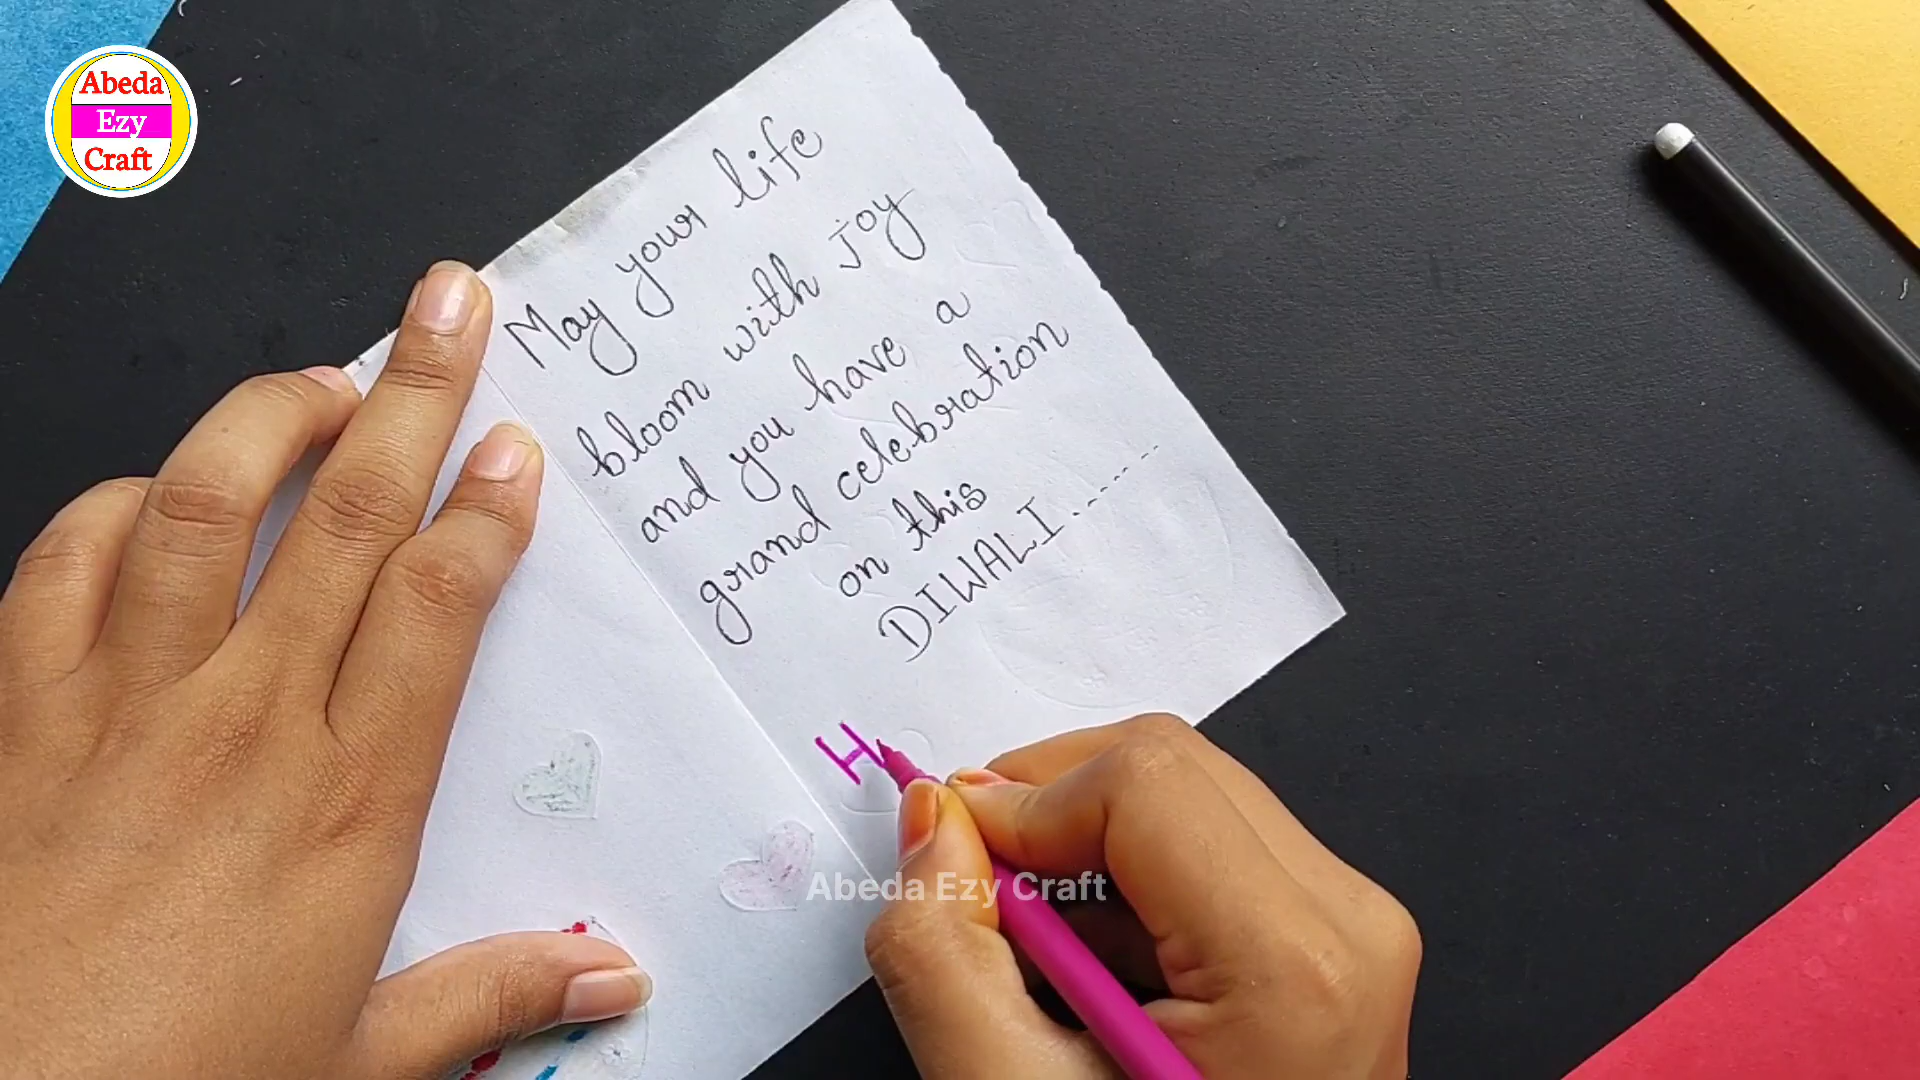 Abeda
Ezy
Craft
May your life
bloom with joy
and you have a
grand celebration
on this
DIWALI.......
H
Abeda Ezy Craft